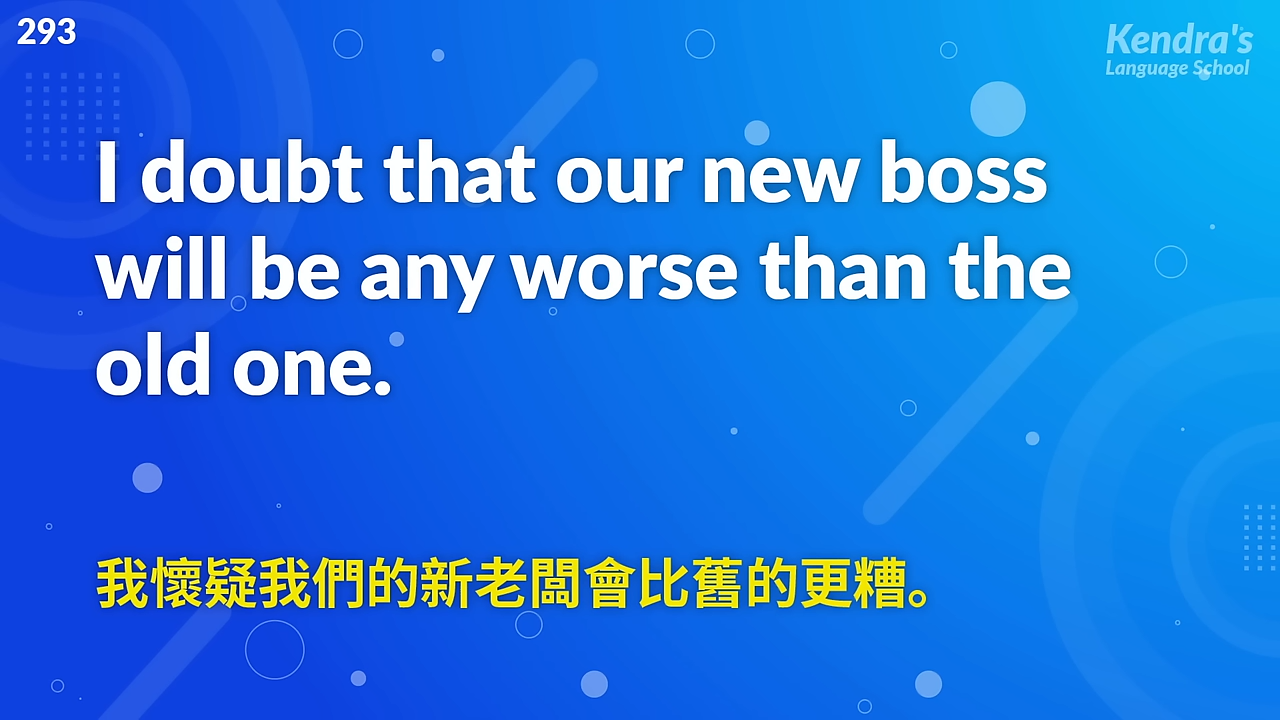 293
Kendra's
Language School
I doubt that our new boss
will be any worse than the
old one.
我懷疑我們的新老闆會比舊的更糟。